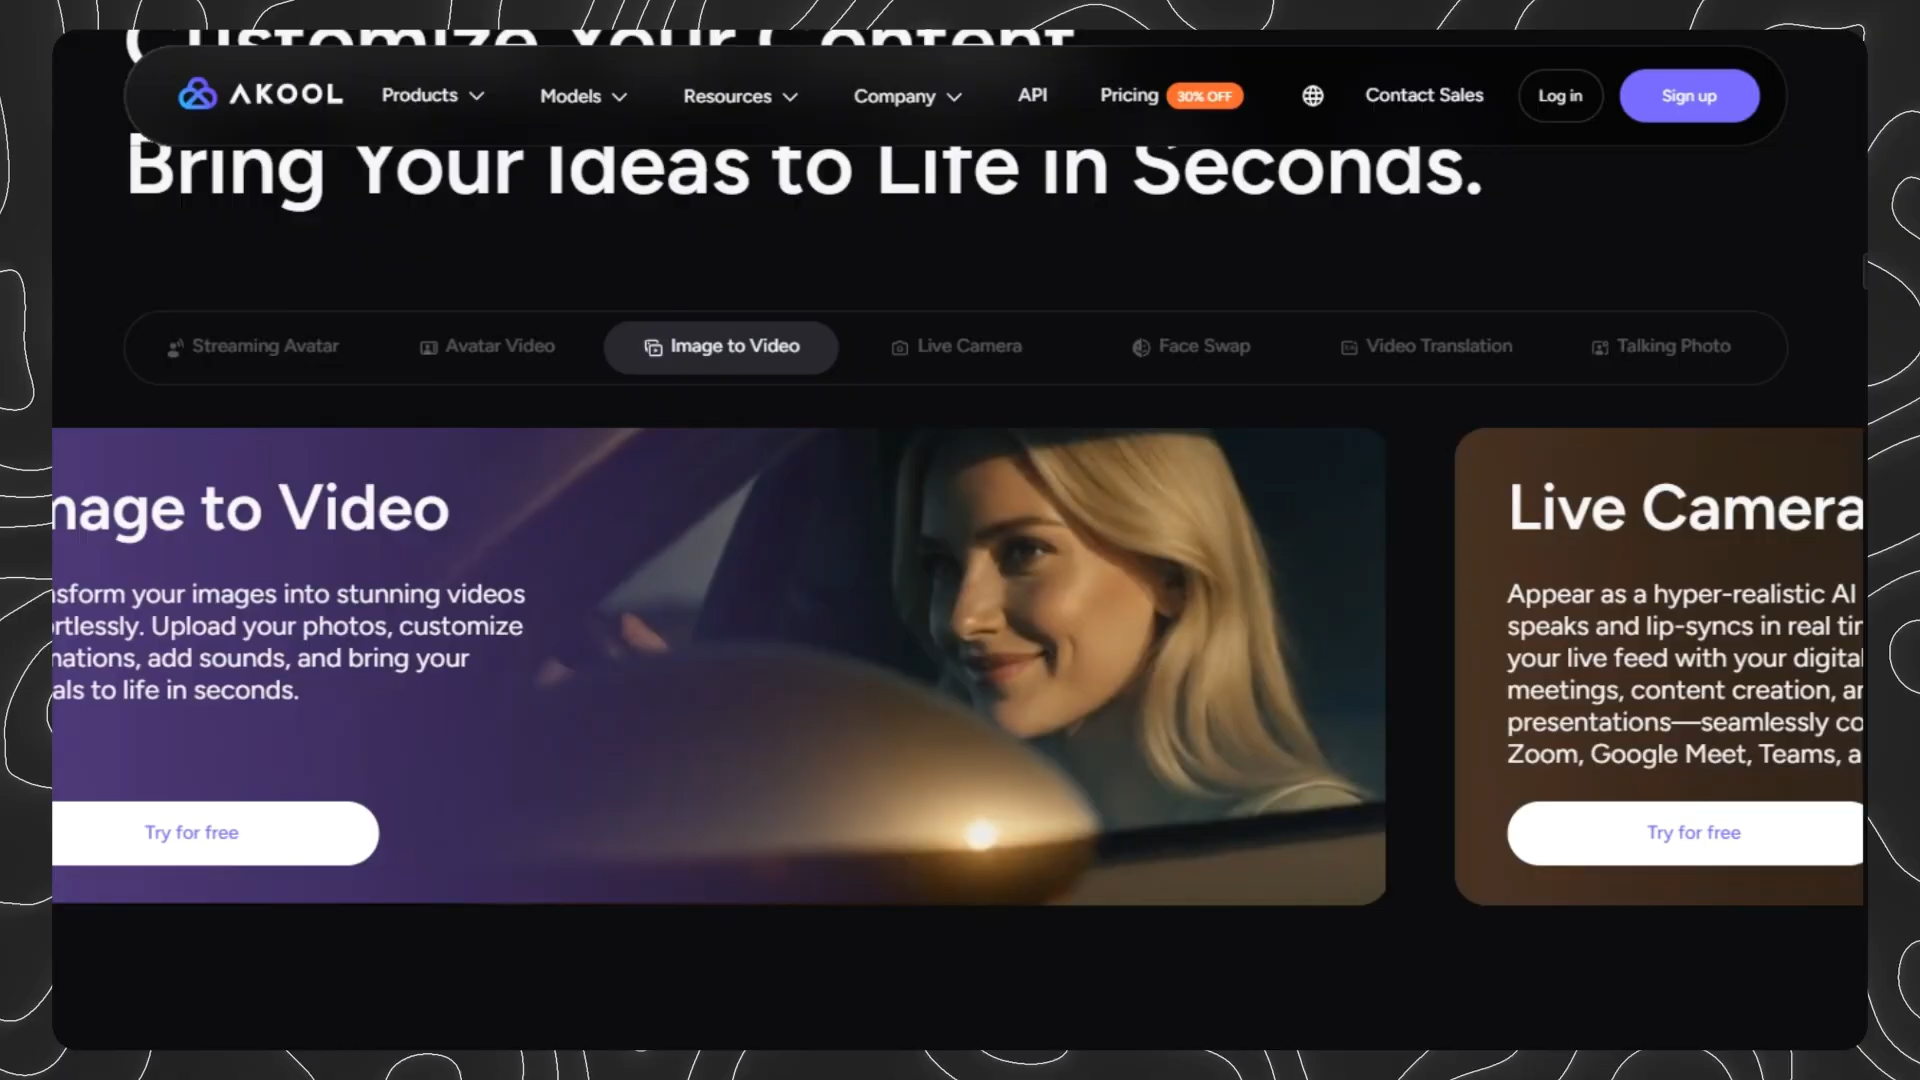 Customize Your Content
AKOOL
Products
Models
Resources
Company
API
Pricing
30% OFF
Contact Sales
Log in
Sign up
Bring Your Ideas to Life in Seconds.
Streaming Avatar
Avatar Video
Image to Video
Live Camera
Face Swap
Video Translation
Talking Photo
mage to Video
nsform your images into stunning videos
ortlessly. Upload your photos, customize
nations, add sounds, and bring your
als to life in seconds.
Try for free
Live Camera
Appear as a hyper-realistic AI
speaks and lip-syncs in real tir
your live feed with your digital
meetings, content creation, ar
presentations—seamlessly co
Zoom, Google Meet, Teams, a
Try for free